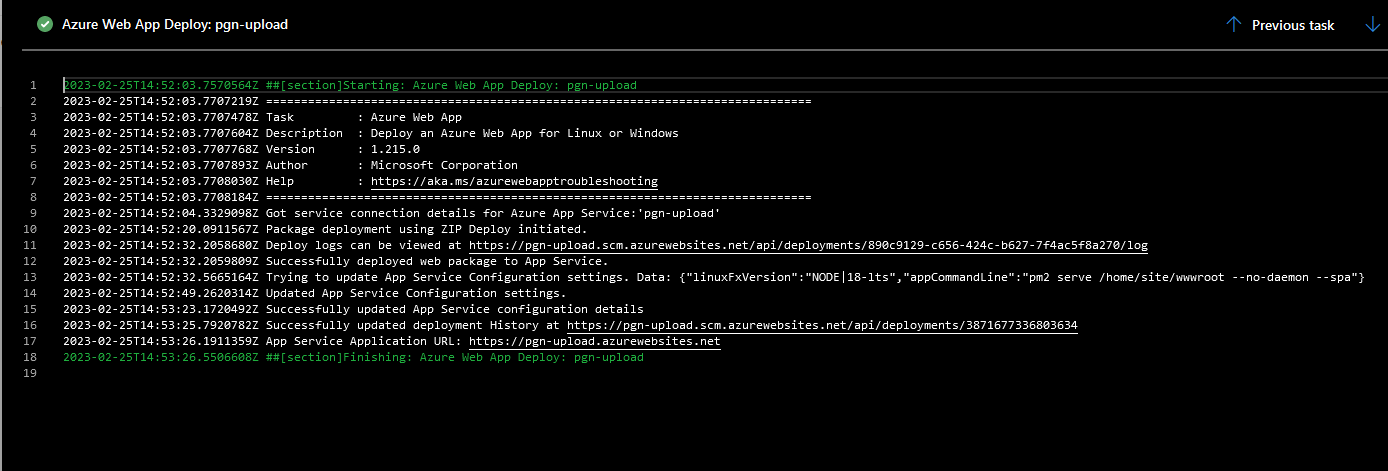 Azure Web App Deploy: pgn-upload
Previous task
1 2023-02-25T14:52:03.7570564Z ##[section]Starting: Azure Web App Deploy: pgn-upload
2 2023-02-25T14:52:03.7707219Z ==============================================================================
3 2023-02-25T14:52:03.7707478Z Task         : Azure Web App
4 2023-02-25T14:52:03.7707604Z Description  : Deploy an Azure Web App for Linux or Windows
5 2023-02-25T14:52:03.7707768Z Version      : 1.215.0
6 2023-02-25T14:52:03.7707893Z Author       : Microsoft Corporation
7 2023-02-25T14:52:03.7708030Z Help         : https://aka.ms/azurewebapptroubleshooting
8 2023-02-25T14:52:03.7708184Z ==============================================================================
9 2023-02-25T14:52:04.3329098Z Got service connection details for Azure App Service:'pgn-upload'
10 2023-02-25T14:52:20.0911567Z Package deployment using ZIP Deploy initiated.
11 2023-02-25T14:52:32.2058680Z Deploy logs can be viewed at https://pgn-upload.scm.azurewebsites.net/api/deployments/890c9129-c656-424c-b627-7f4ac5f8a270/log
12 2023-02-25T14:52:32.2059809Z Successfully deployed web package to App Service.
13 2023-02-25T14:52:32.5665164Z Trying to update App Service Configuration settings. Data: {"linuxFxVersion":"NODE|18-lts","appCommandLine":"pm2 serve /home/site/wwwroot --no-daemon --spa"}
14 2023-02-25T14:52:49.2620314Z Updated App Service Configuration settings.
15 2023-02-25T14:53:23.1720492Z Successfully updated App Service configuration details
16 2023-02-25T14:53:25.7920782Z Successfully updated deployment History at https://pgn-upload.scm.azurewebsites.net/api/deployments/3871677336803634
17 2023-02-25T14:53:26.1911359Z App Service Application URL: https://pgn-upload.azurewebsites.net
18 2023-02-25T14:53:26.5506608Z ##[section]Finishing: Azure Web App Deploy: pgn-upload
19